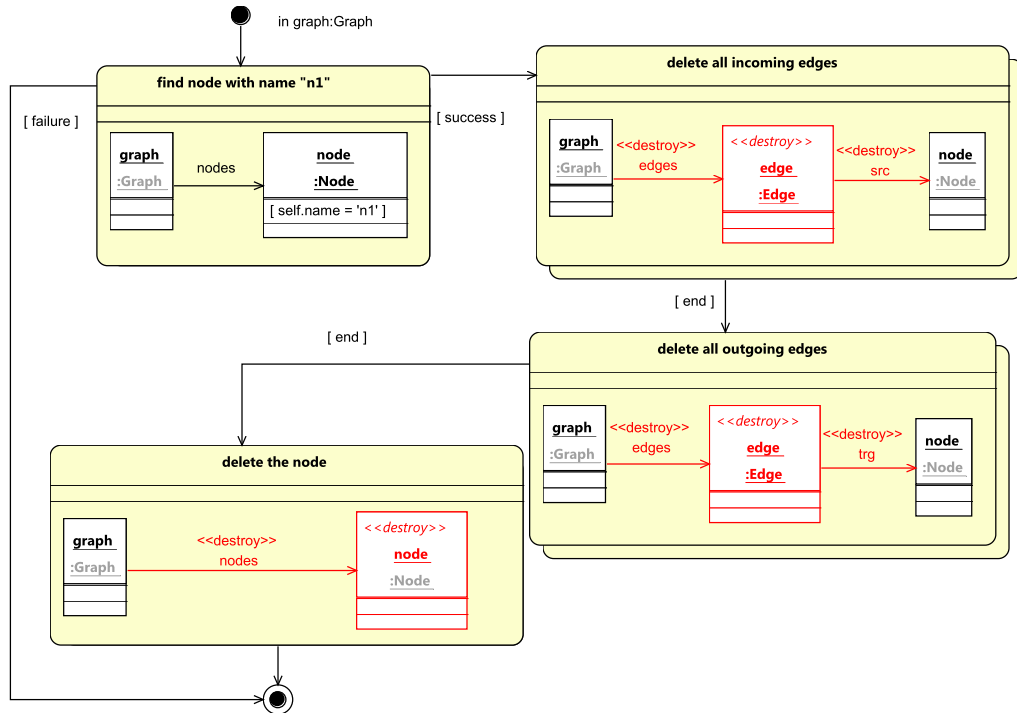 in graph:Graph
find node with name "n1"
[ failure ]
graph
:Graph
nodes
node
:Node
[ self.name = 'n1' ]
[ success ]
delete all incoming edges
graph
:Graph
<<destroy>>
edges
<<destroy>>
edge
:Edge
<<destroy>>
src
node
:Node
[ end ]
delete all outgoing edges
graph
:Graph
<<destroy>>
edges
<<destroy>>
edge
:Edge
<<destroy>>
trg
node
:Node
[ end ]
delete the node
graph
:Graph
<<destroy>>
nodes
<<destroy>>
node
:Node